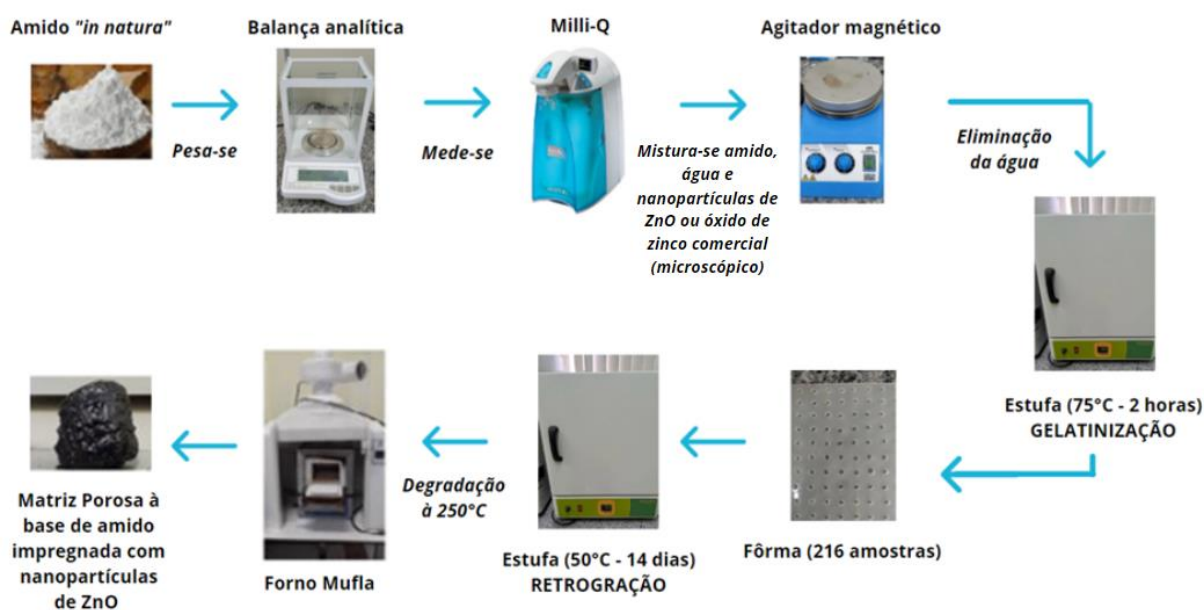 Amido "in natura"
Balança analítica
Milli-Q
Agitador magnético
Pesa-se
Mede-se
Mistura-se amido,
água e
nanopartículas de
ZnO ou óxido de
zinco comercial
(microscópico)
Eliminação
da água
Estufa (75°C - 2 horas)
GELATINIZAÇÃO
Fôrma (216 amostras)
Estufa (50°C - 14 dias)
RETROGRAÇÃO
Degradação
à 250°C
Forno Mufla
Matriz Porosa à
base de amido
impregnada com
nanopartículas
de ZnO